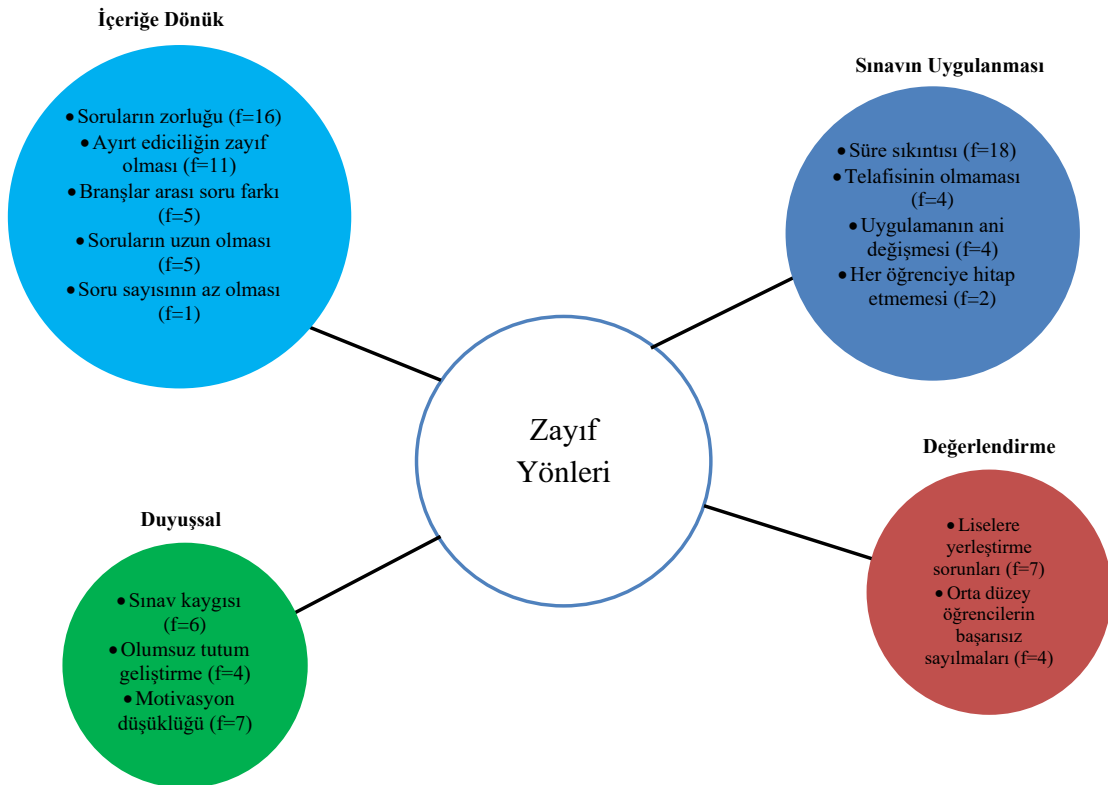 İçeriğe Dönük
• Soruların zorluğu (f=16)
• Ayırt ediciliğin zayıf
olması (f=11)
• Branşlar arası soru farkı
(f=5)
• Soruların uzun olması
(f=5)
• Soru sayısının az olması
(f=1)
Sınavın Uygulanması
• Süre sıkıntısı (f=18)
• Telafisinin olmaması
(f=4)
• Uygulamanın ani
değişmesi (f=4)
• Her öğrenciye hitap
etmemesi (f=2)
Zayıf
Yönleri
Duyuşsal
• Sınav kaygısı
(f=6)
• Olumsuz tutum
geliştirme (f=4)
• Motivasyon
düşüklüğü (f=7)
Değerlendirme
• Liselere
yerleştirme
sorunları (f=7)
• Orta düzey
öğrencilerin
başarısız
sayılmaları (f=4)